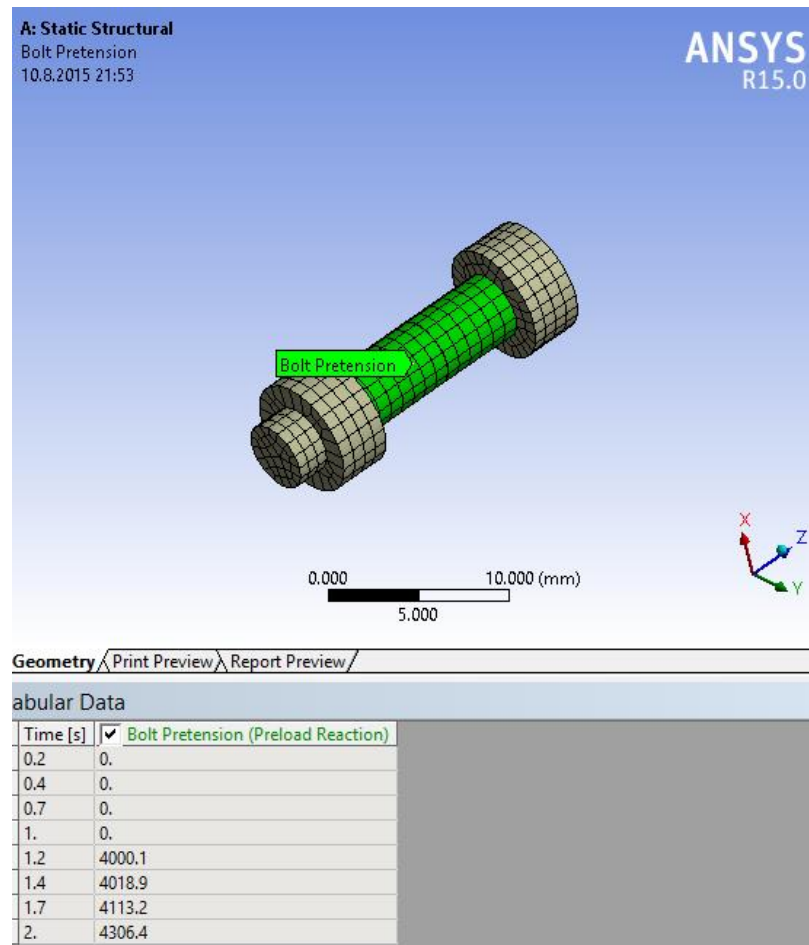 A: Static Structural
Bolt Pretension
10.8.2015 21:53
ANSYS
R15.0
Bolt Pretension
X
Z
Y
0.000 10.000 (mm)
5.000
Geometry Print Preview Report Preview
abular Data
Time [s] Bolt Pretension (Preload Reaction)
0.2 0.
0.4 0.
0.7 0.
1. 0.
1.2 4000.1
1.4 4018.9
1.7 4113.2
2. 4306.4